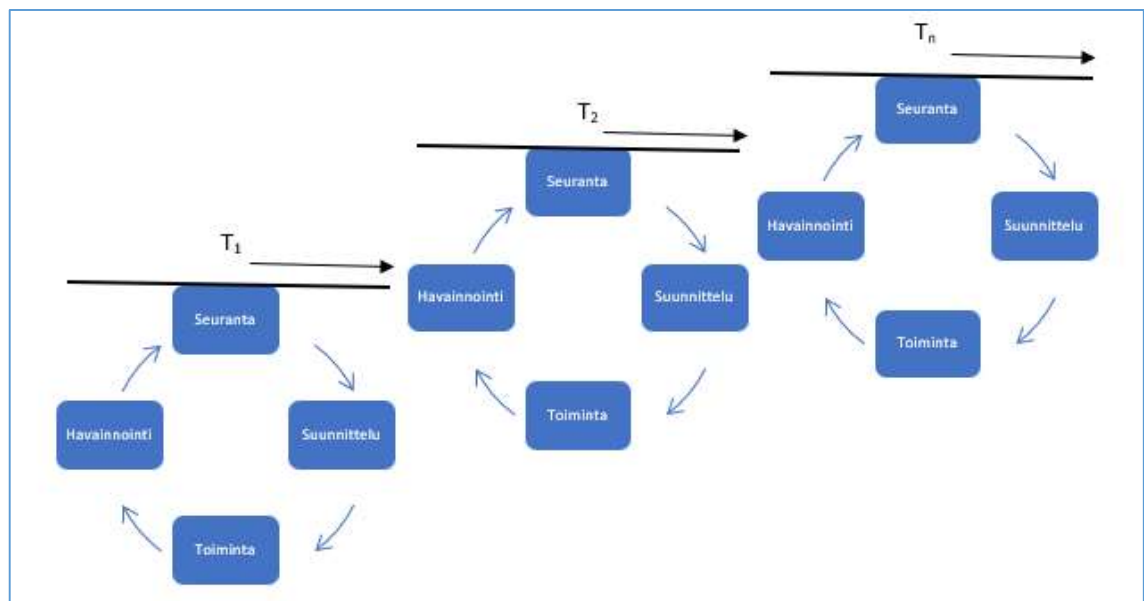 T₁
Seuranta
Suunnittelu
Toiminta
Havainnointi
T₂
Seuranta
Suunnittelu
Toiminta
Havainnointi
Tₙ
Seuranta
Suunnittelu
Toiminta
Havainnointi